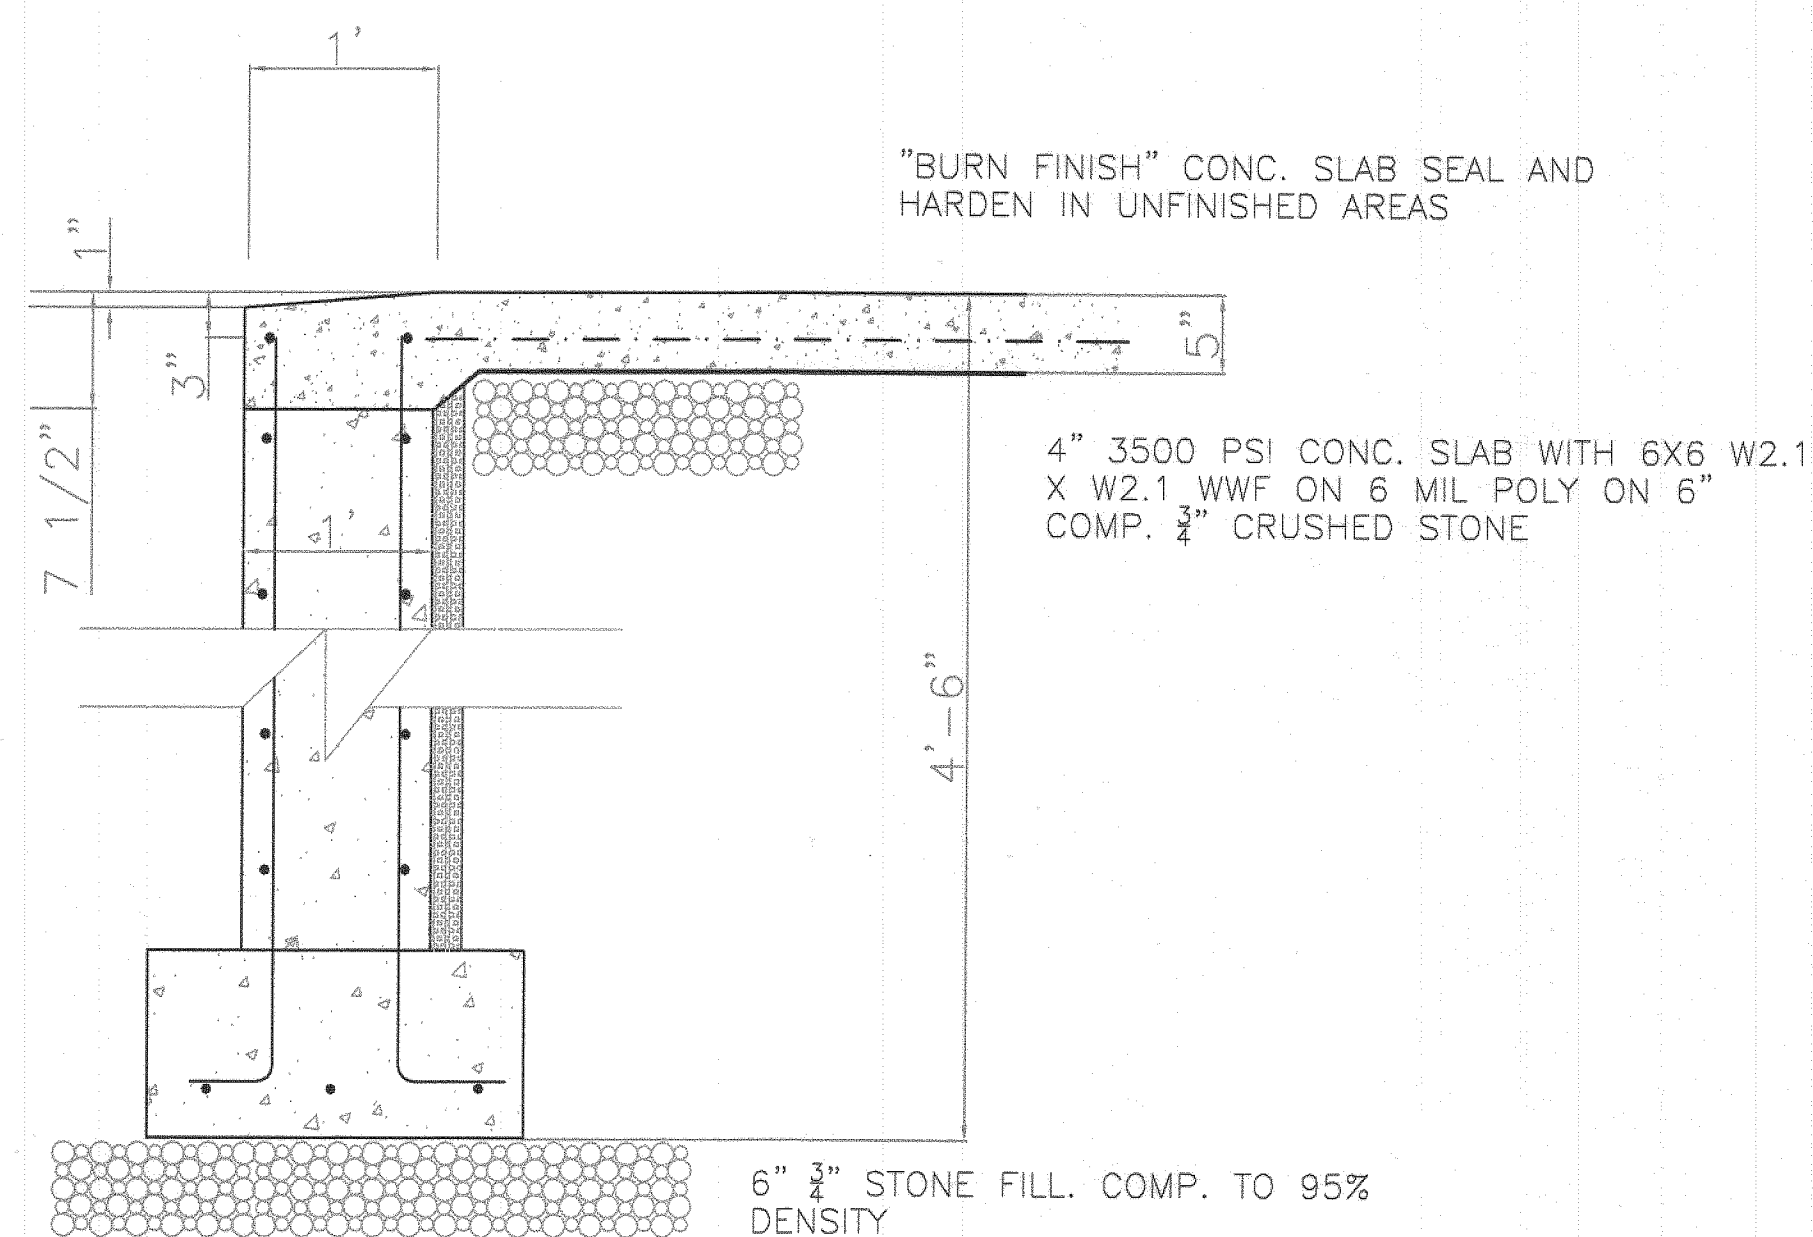 1'
"BURN FINISH" CONC. SLAB SEAL AND
HARDEN IN UNFINISHED AREAS
1"
3"
5"
7 1/2"
4" 3500 PSI CONC. SLAB WITH 6X6 W2.1
X W2.1 WWF ON 6 MIL POLY ON 6"
COMP. 3/4" CRUSHED STONE
1'
4'-6"
6" 3/4" STONE FILL. COMP. TO 95%
DENSITY